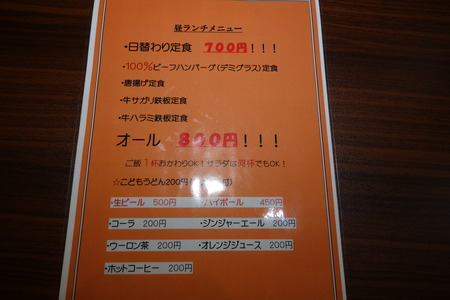 昼ランチメニュー
・日替わり定食 700円!!!
・100%ビーフハンバーグ(デミグラス)定食
・唐揚げ定食
・牛サガリ鉄板定食
・牛ハラミ鉄板定食
オール 800円!!!
ご飯1杯おかわりOK!サラダは何杯でもOK!
☆こどもうどん200円
・生ビール 500円 ・ハイボール 450円
・コーラ 200円 ・ジンジャーエール 200円
・ウーロン茶 200円 ・オレンジジュース 200円
・ホットコーヒー 200円